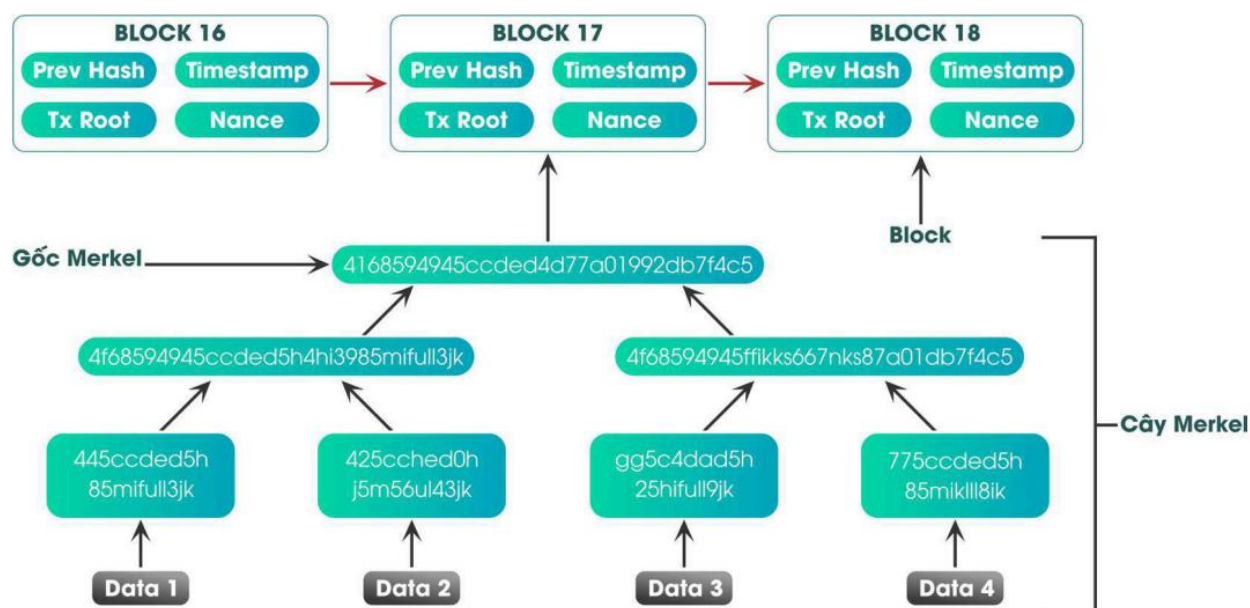 BLOCK 16
BLOCK 17
BLOCK 18
Prev Hash
Timestamp
Prev Hash
Timestamp
Prev Hash
Timestamp
Tx Root
Nance
Tx Root
Nance
Tx Root
Nance
Block
Gốc Merkel
4168594945ccded4d77a01992db7f4c5
4f68594945ccded5h4hi3985mifull3jk
4f68594945ffikks667nks87a01db7f4c5
Cây Merkel
445ccded5h
85mifull3jk
425cched0h
j5m56ul43jk
gg5c4dad5h
25hifull9jk
775ccded5h
85miklll8ik
Data 1
Data 2
Data 3
Data 4